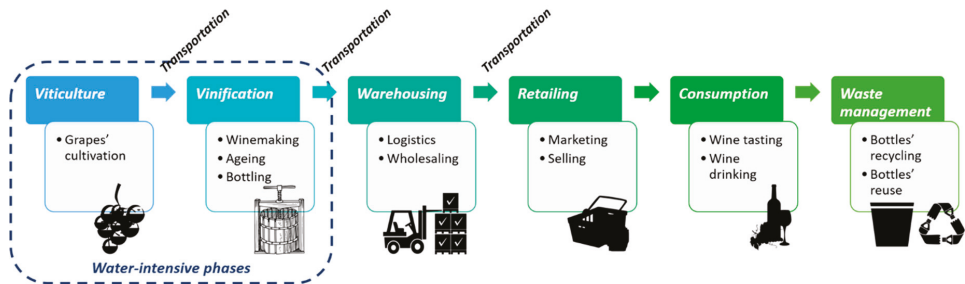 Transportation
Transportation
Transportation
Viticulture
• Grapes'
cultivation
Vinification
• Winemaking
• Ageing
• Bottling
Water-intensive phases
Warehousing
• Logistics
• Wholesaling
Retailing
• Marketing
• Selling
Consumption
• Wine tasting
• Wine
drinking
Waste
management
• Bottles'
recycling
• Bottles'
reuse